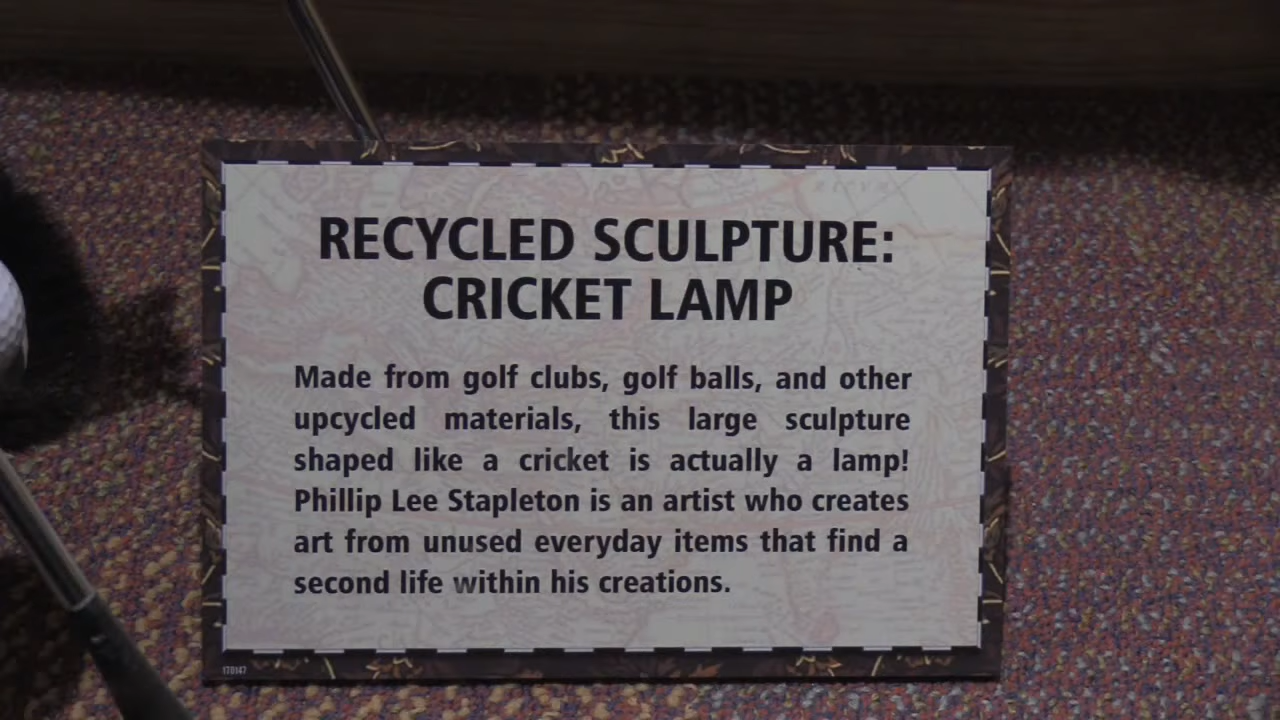 RECYCLED SCULPTURE:
CRICKET LAMP
Made from golf clubs, golf balls, and other
upcycled materials, this large sculpture
shaped like a cricket is actually a lamp!
Phillip Lee Stapleton is an artist who creates
art from unused everyday items that find a
second life within his creations.